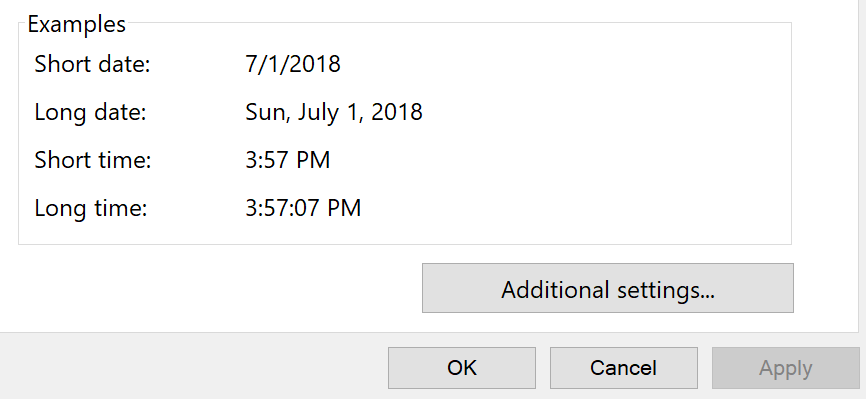 Examples
Short date: 7/1/2018
Long date: Sun, July 1, 2018
Short time: 3:57 PM
Long time: 3:57:07 PM
Additional settings...
OK Cancel Apply